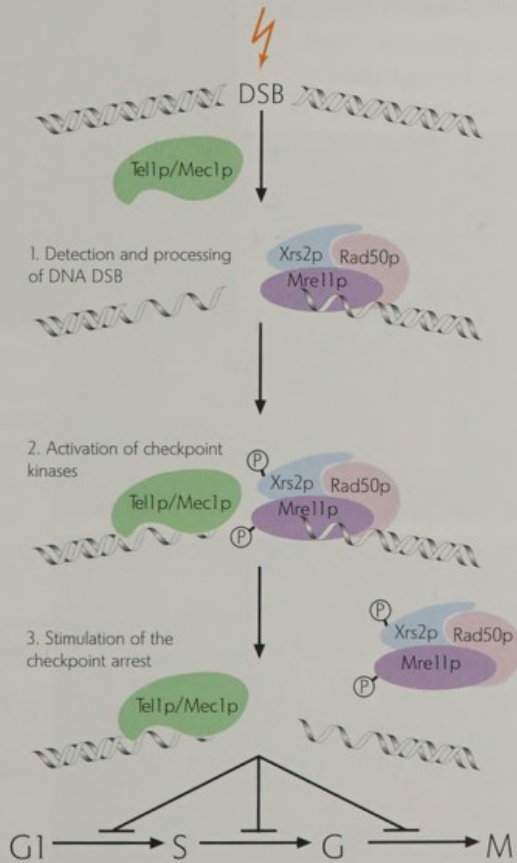 DSB
Tel1p/Mec1p
1. Detection and processing
of DNA DSB
Xrs2p
Rad50p
Mre11p
2. Activation of checkpoint
kinases
Tel1p/Mec1p
P
Xrs2p
Rad50p
Mre11p
P
3. Stimulation of the
checkpoint arrest
Tel1p/Mec1p
P
Xrs2p
Rad50p
Mre11p
P
G1
S
G
M